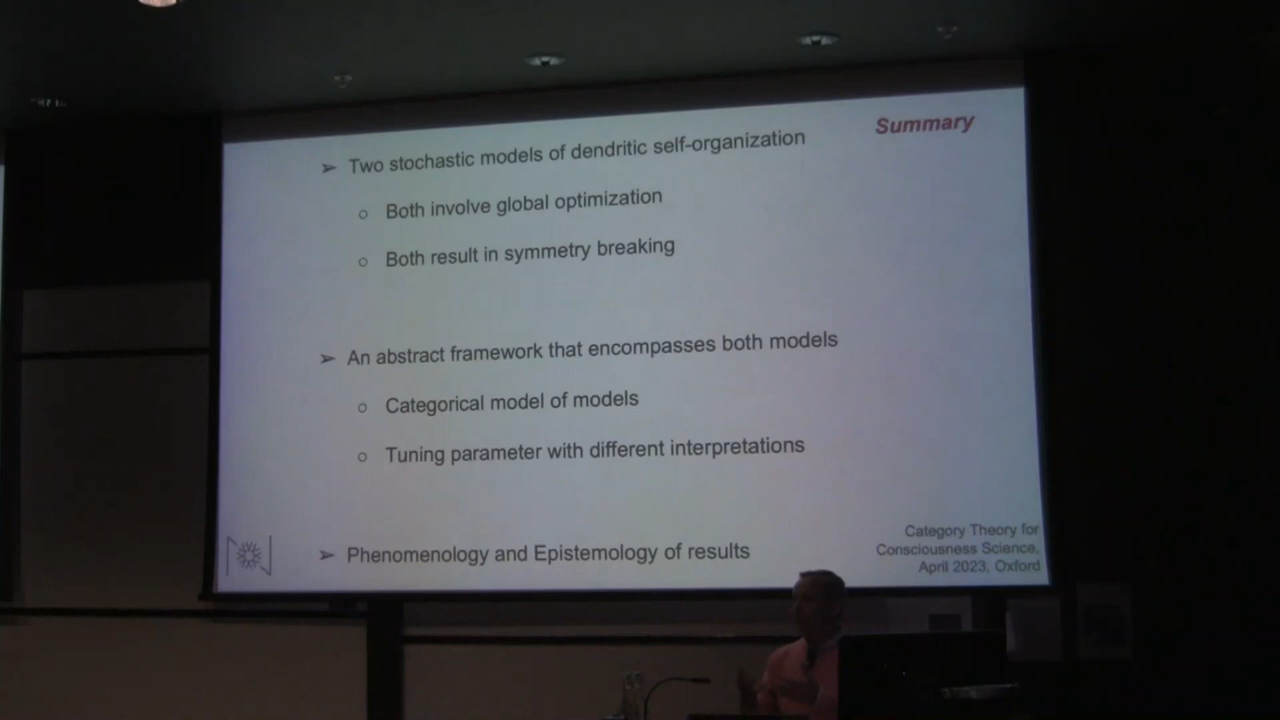 Summary
➢ Two stochastic models of dendritic self-organization
○ Both involve global optimization
○ Both result in symmetry breaking
➢ An abstract framework that encompasses both models
○ Categorical model of models
○ Tuning parameter with different interpretations
➢ Phenomenology and Epistemology of results
Category Theory for
Consciousness Science,
April 2023, Oxford